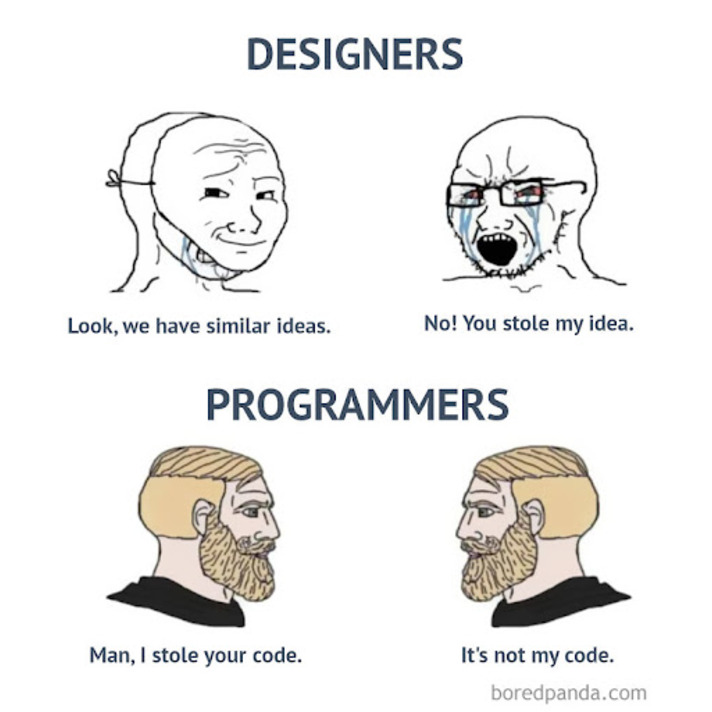 DESIGNERS
Look, we have similar ideas.
No! You stole my idea.
PROGRAMMERS
Man, I stole your code.
It's not my code.
boredpanda.com